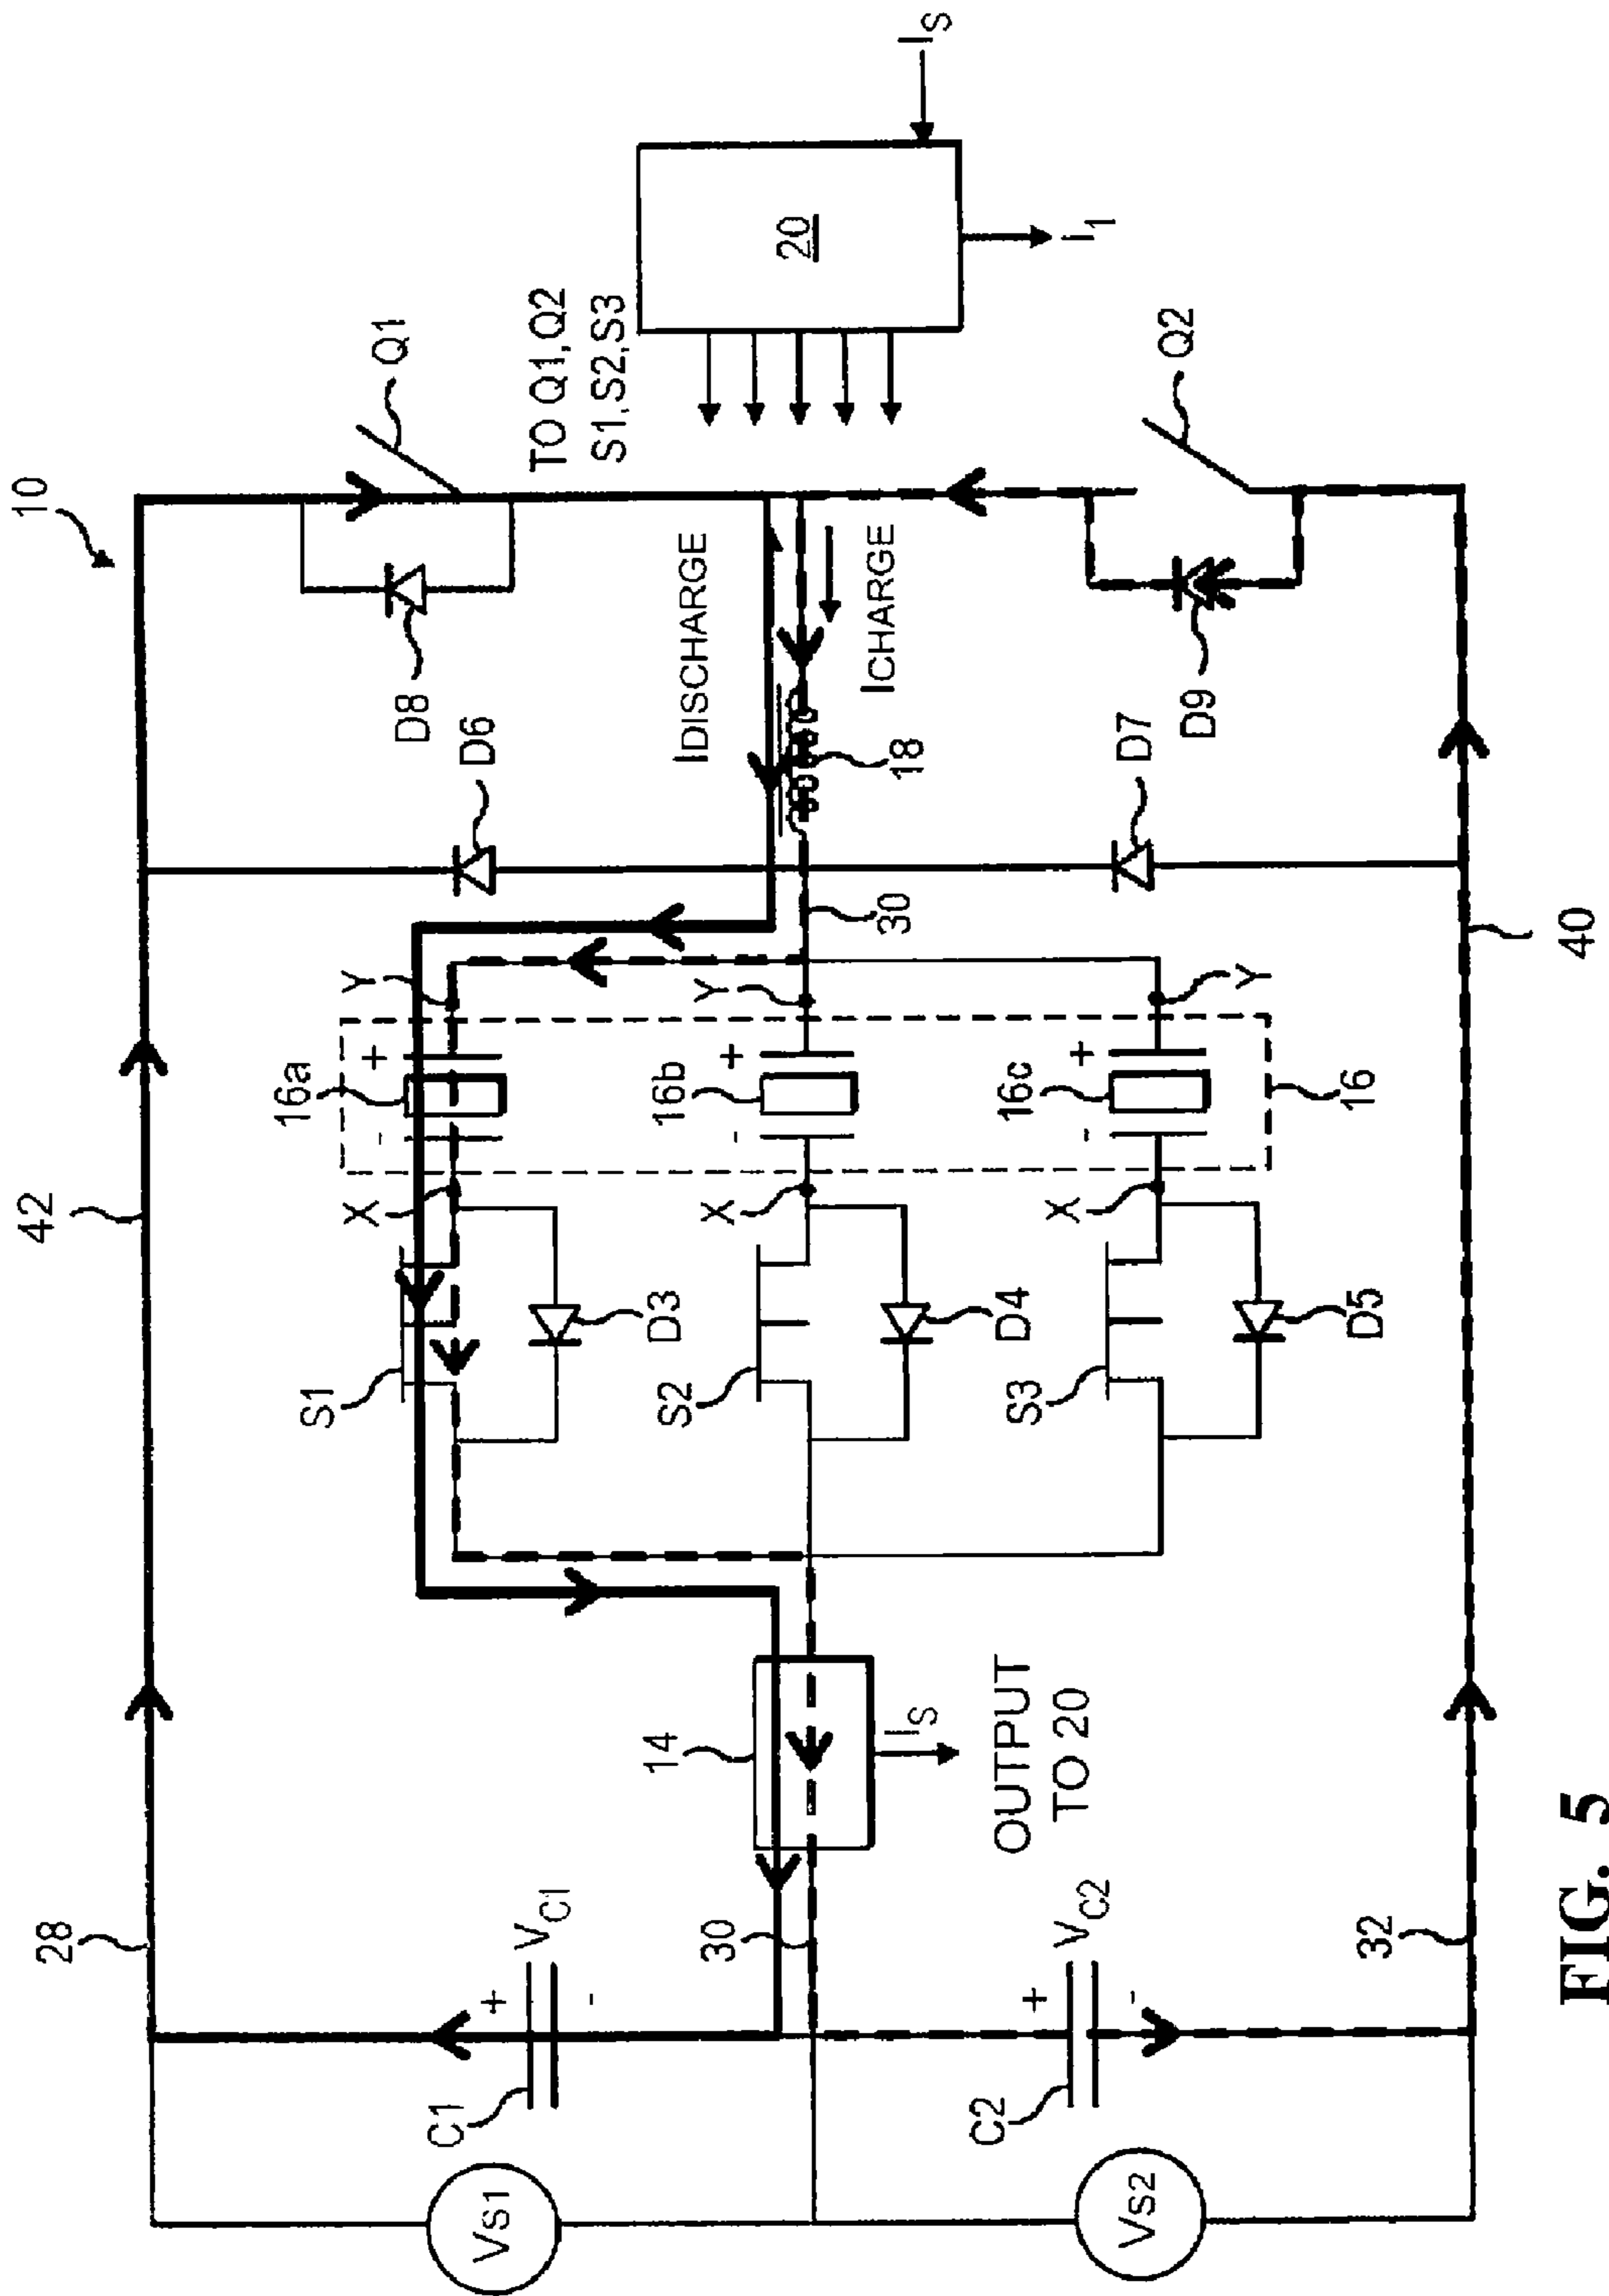 10
42
28
Q1
D8
D6
TO Q1,Q2
S1,S2,S3
20
IS
I1
IDISCHARGE
ICHARGE
18
30
Y
X
16a
+
-
S1
D3
Y
X
16b
+
-
S2
D4
Y
X
16c
+
-
16
S3
D5
14
IS
OUTPUT
TO 20
30
C1
+
-
VC1
C2
+
-
VC2
VS1
VS2
D7
D9
Q2
32
40
FIG. 5